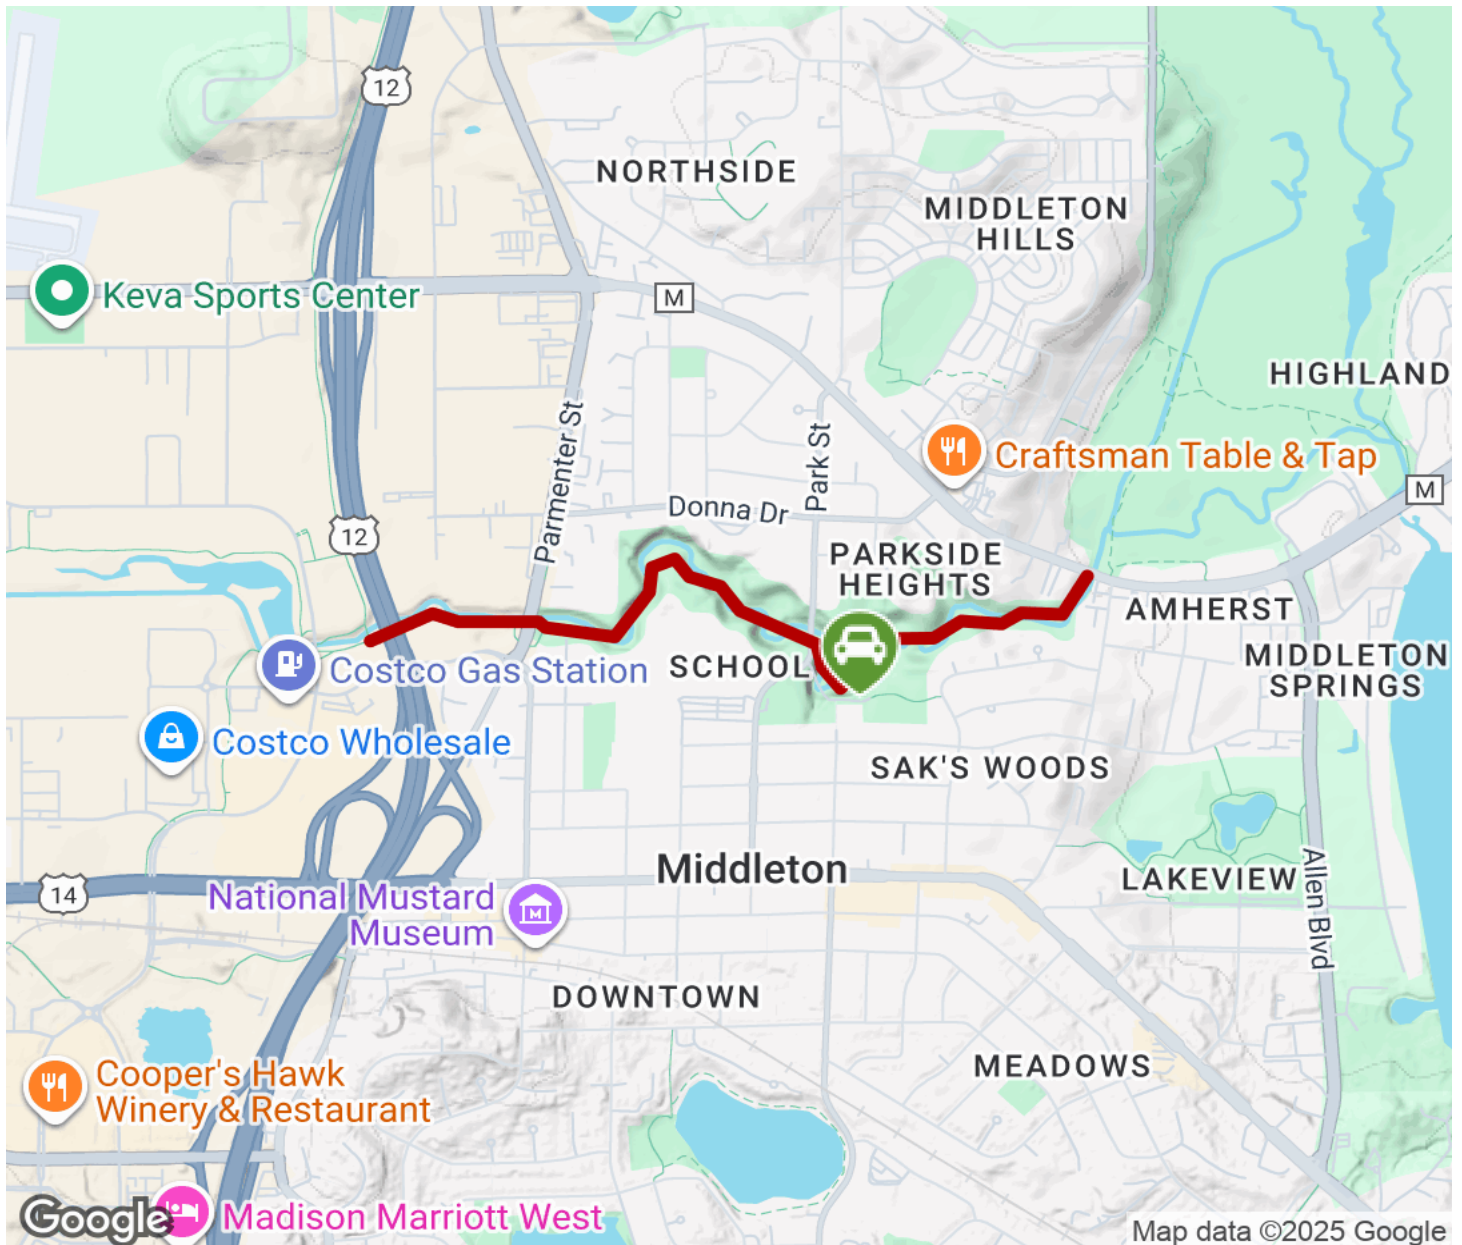 12
NORTHSIDE
MIDDLETON
HILLS
Keva Sports Center
M
HIGHLAND
Parmenter St
Park St
Craftsman Table & Tap
M
Donna Dr
12
PARKSIDE
HEIGHTS
AMHERST
Costco Gas Station
SCHOOL
MIDDLETON
SPRINGS
Costco Wholesale
SAK'S WOODS
Middleton
14
National Mustard
Museum
M
LAKEVIEW
Allen Blvd
DOWNTOWN
MEADOWS
Cooper's Hawk
Winery & Restaurant
Google
Madison Marriott West
Map data ©2025 Google